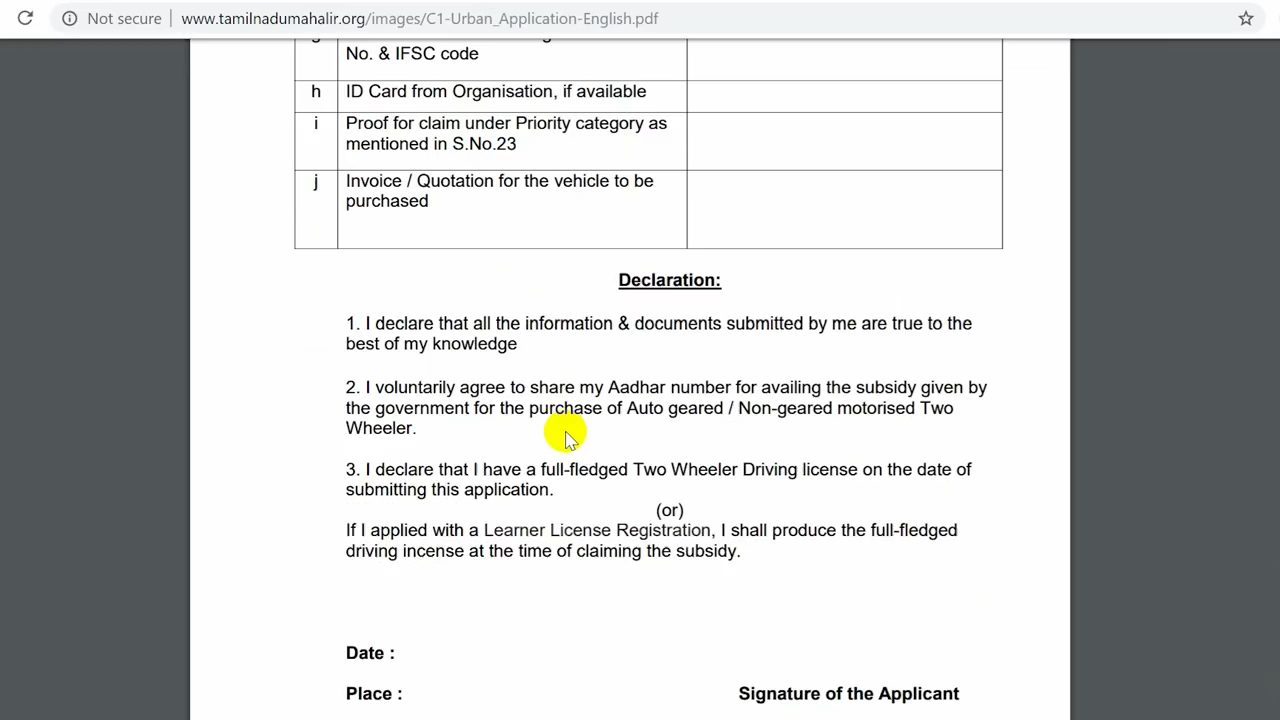 Not secure www.tamilnadumahalir.org/images/C1-Urban_Application-English.pdf
No. & IFSC code
h ID Card from Organisation, if available
i Proof for claim under Priority category as
mentioned in S.No.23
j Invoice / Quotation for the vehicle to be
purchased
Declaration:
1. I declare that all the information & documents submitted by me are true to the
best of my knowledge
2. I voluntarily agree to share my Aadhar number for availing the subsidy given by
the government for the purchase of Auto geared / Non-geared motorised Two
Wheeler.
3. I declare that I have a full-fledged Two Wheeler Driving license on the date of
submitting this application.
(or)
If I applied with a Learner License Registration, I shall produce the full-fledged
driving incense at the time of claiming the subsidy.
Date :
Place : Signature of the Applicant